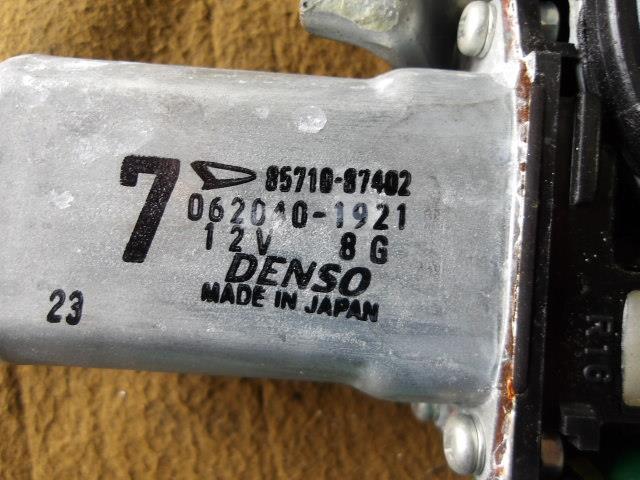 7
85710-87402
062040-1921
12V 8G
DENSO
MADE IN JAPAN
23